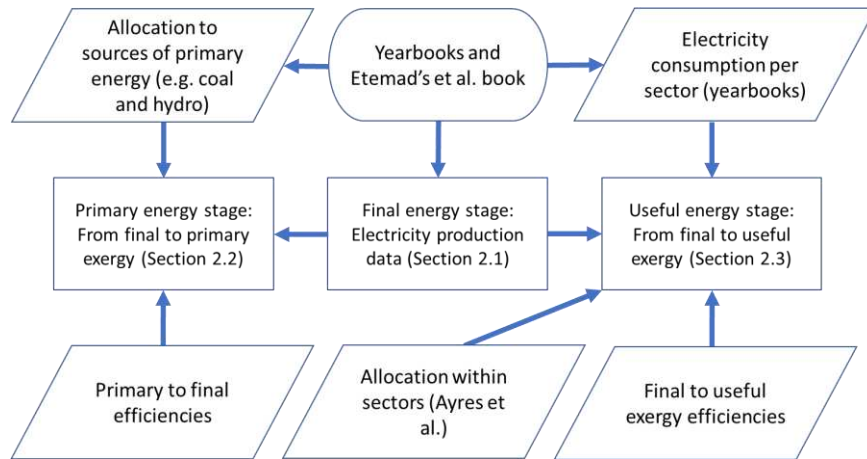 Allocation to
sources of primary
energy (e.g. coal
and hydro)
Yearbooks and
Etemad's et al. book
Electricity
consumption per
sector (yearbooks)
Primary energy stage:
From final to primary
exergy (Section 2.2)
Final energy stage:
Electricity production
data (Section 2.1)
Useful energy stage:
From final to useful
exergy (Section 2.3)
Primary to final
efficiencies
Allocation within
sectors (Ayres et
al.)
Final to useful
exergy efficiencies